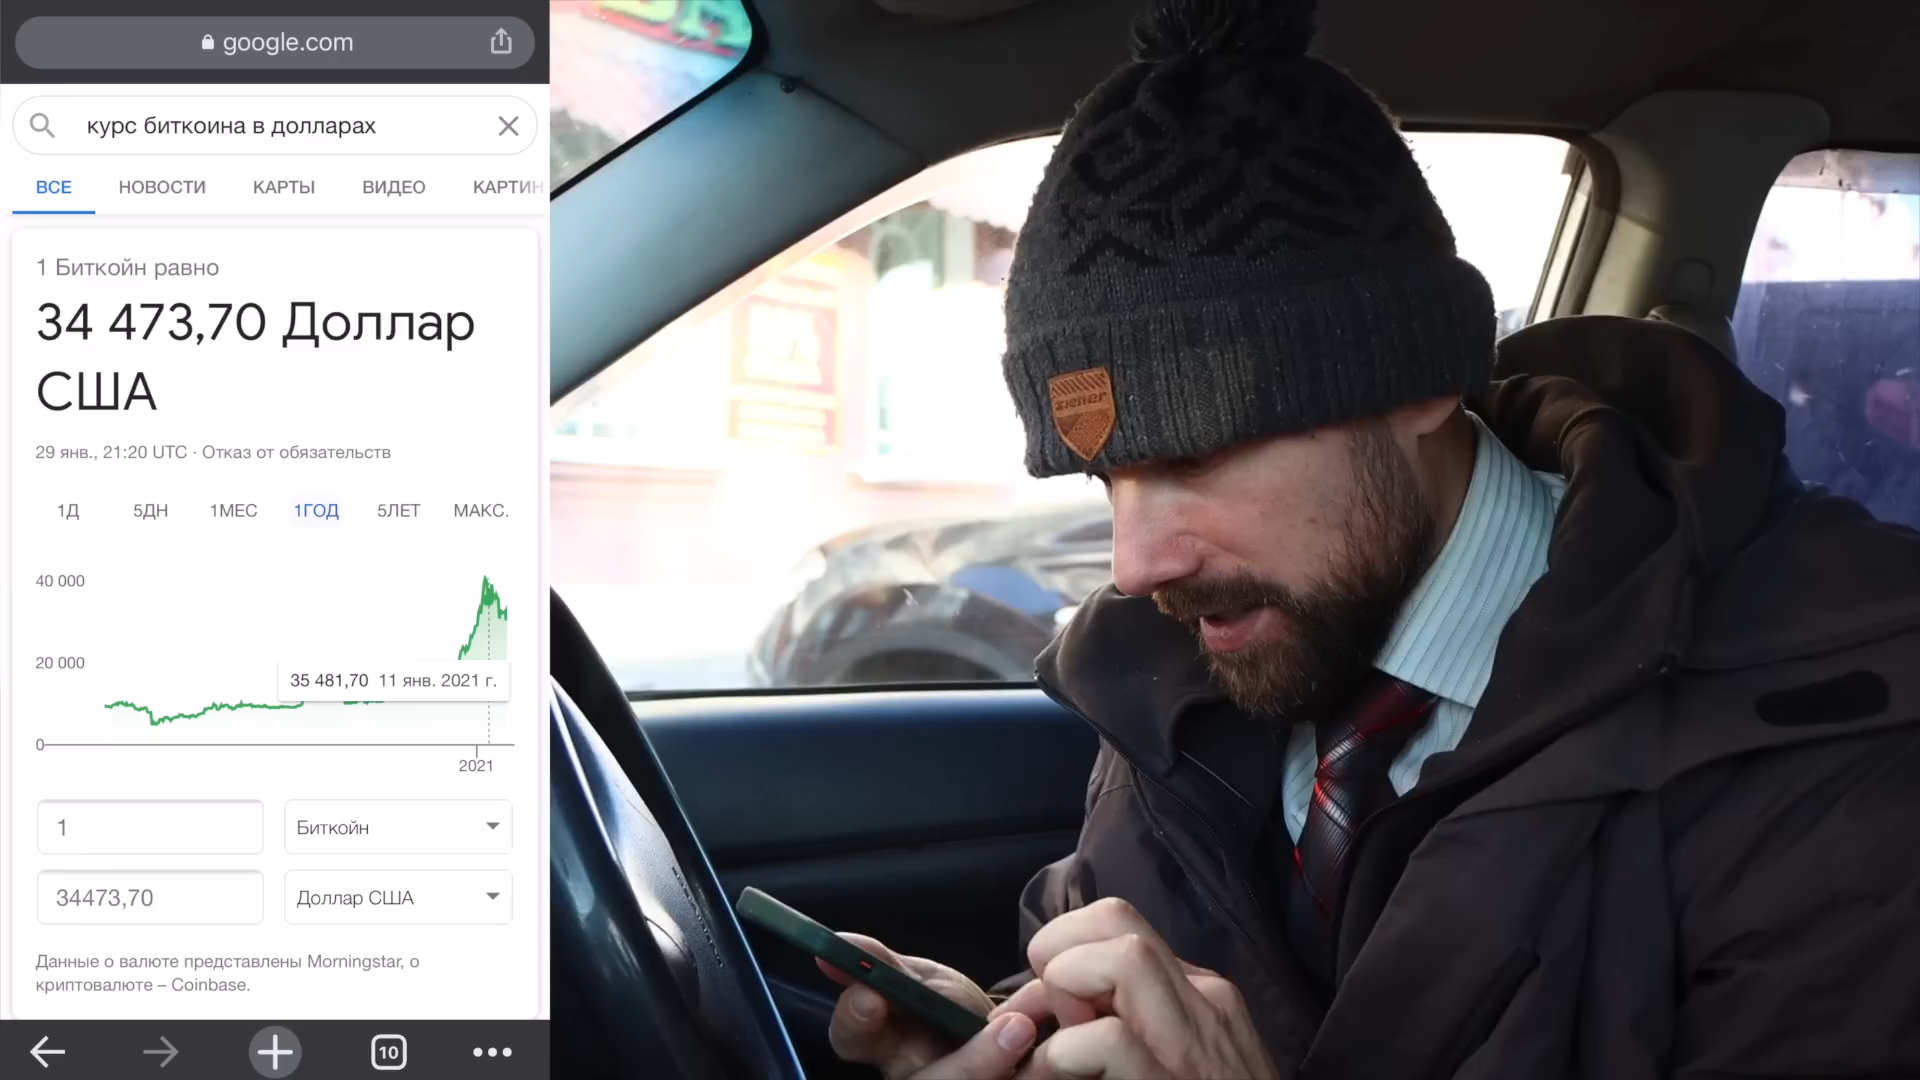 google.com
курс биткоина в долларах
ВСЕ НОВОСТИ КАРТЫ ВИДЕО КАРТИН
1 Биткойн равно
34 473,70 Доллар
США
29 янв., 21:20 UTC · Отказ от обязательств
1Д 5ДН 1МЕС 1ГОД 5ЛЕТ МАКС.
40 000
20 000
35 481,70 11 янв. 2021 г.
0
2021
1 Биткойн
34473,70 Доллар США
Данные о валюте представлены Morningstar, о
криптовалюте – Coinbase.
10
ziener